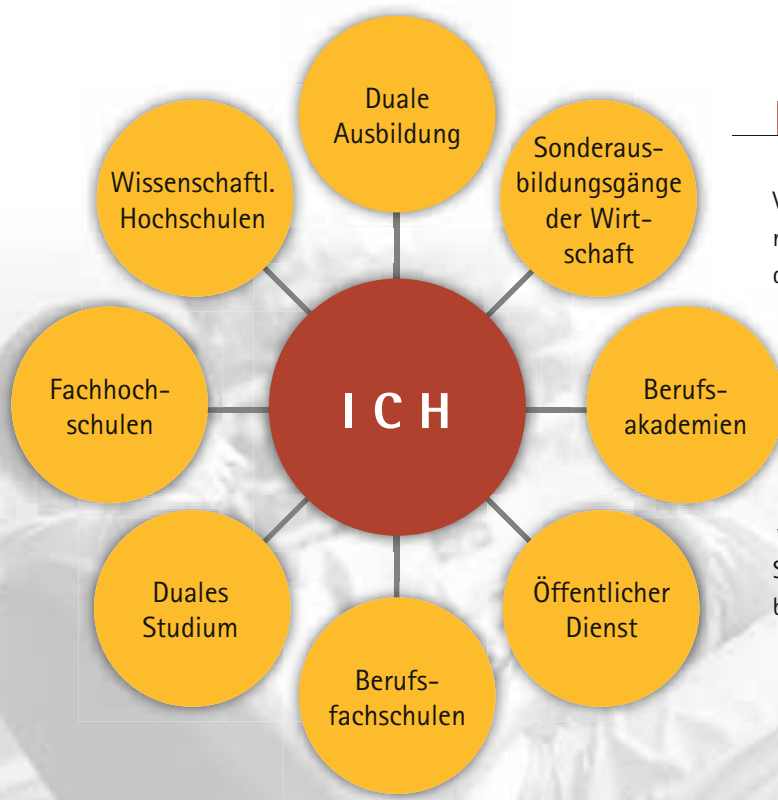 Duale
Ausbildung
Sonderaus-
bildungsgänge
der Wirt-
schaft
Berufs-
akademien
Öffentlicher
Dienst
Berufs-
fachschulen
Duales
Studium
Fachhoch-
schulen
Wissenschaftl.
Hochschulen
ICH